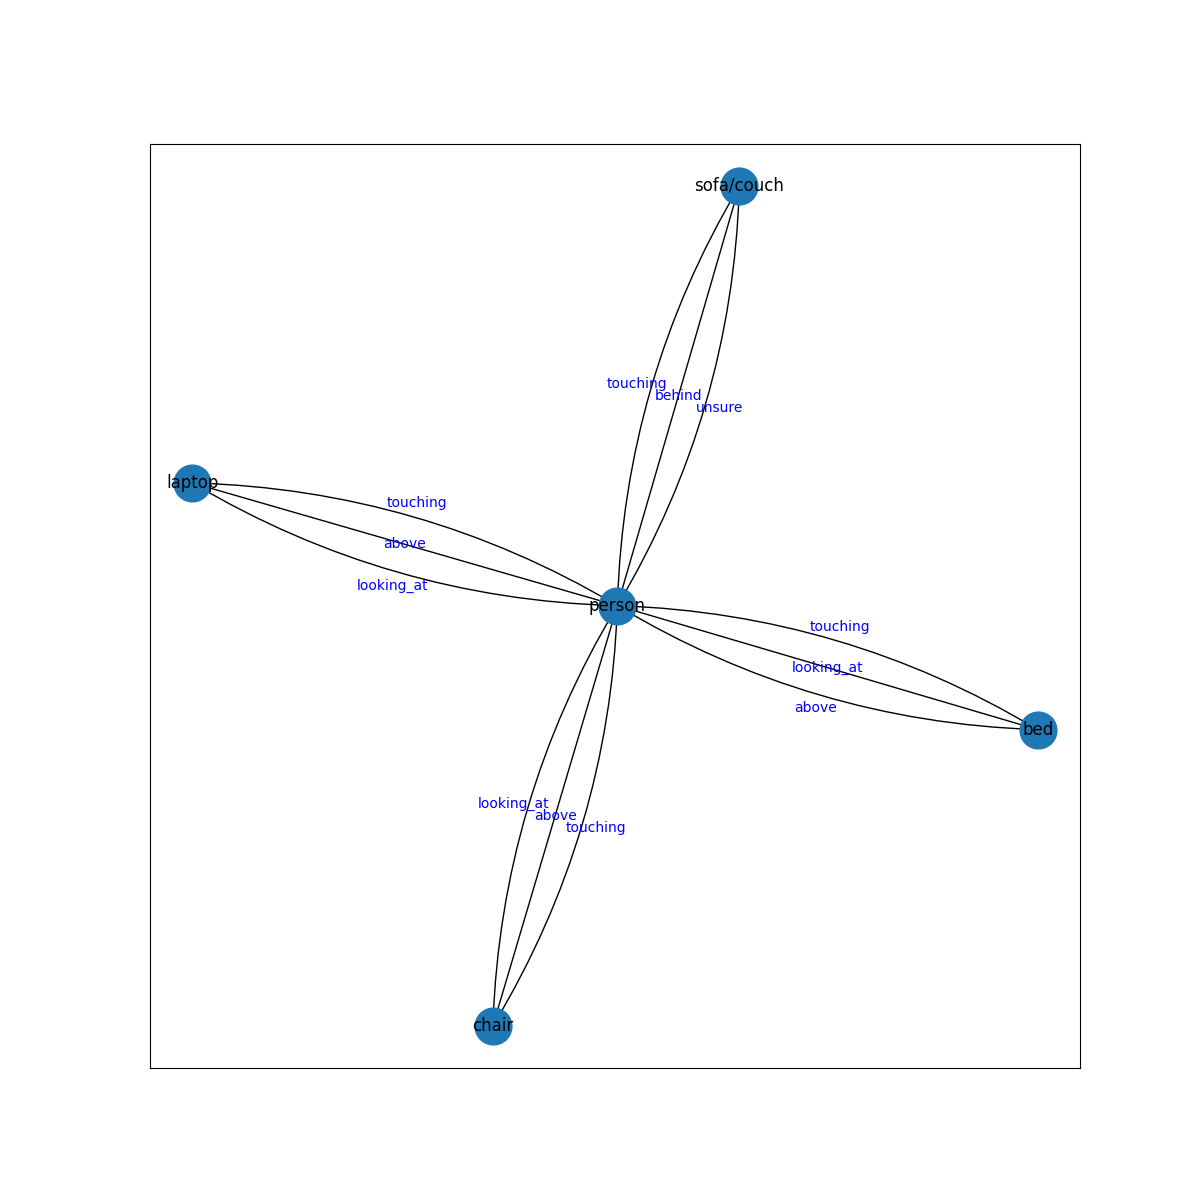 sofa/couch
touching
behind
unsure
laptop
touching
above
looking_at
person
touching
looking_at
above
bed
looking_at
above
touching
chair